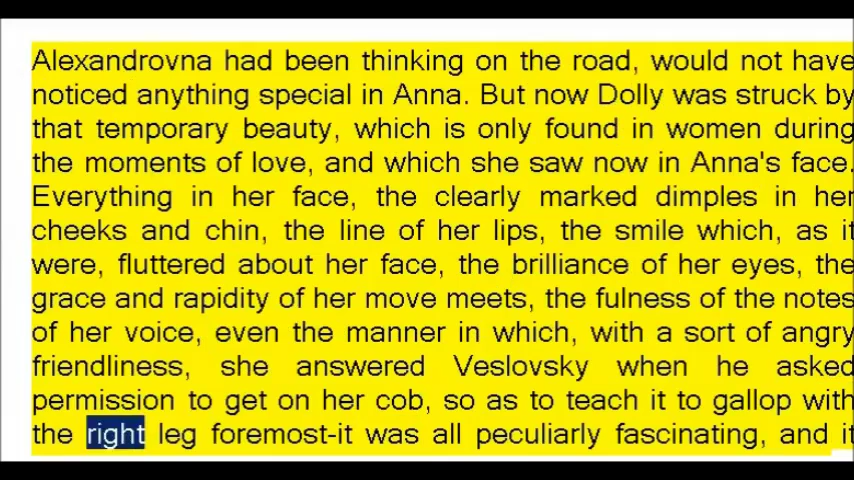 Alexandrovna had been thinking on the road, would not have
noticed anything special in Anna. But now Dolly was struck by
that temporary beauty, which is only found in women during
the moments of love, and which she saw now in Anna's face.
Everything in her face, the clearly marked dimples in her
cheeks and chin, the line of her lips, the smile which, as it
were, fluttered about her face, the brilliance of her eyes, the
grace and rapidity of her move meets, the fulness of the notes
of her voice, even the manner in which, with a sort of angry
friendliness, she answered Veslovsky when he asked
permission to get on her cob, so as to teach it to gallop with
the right leg foremost-it was all peculiarly fascinating, and it